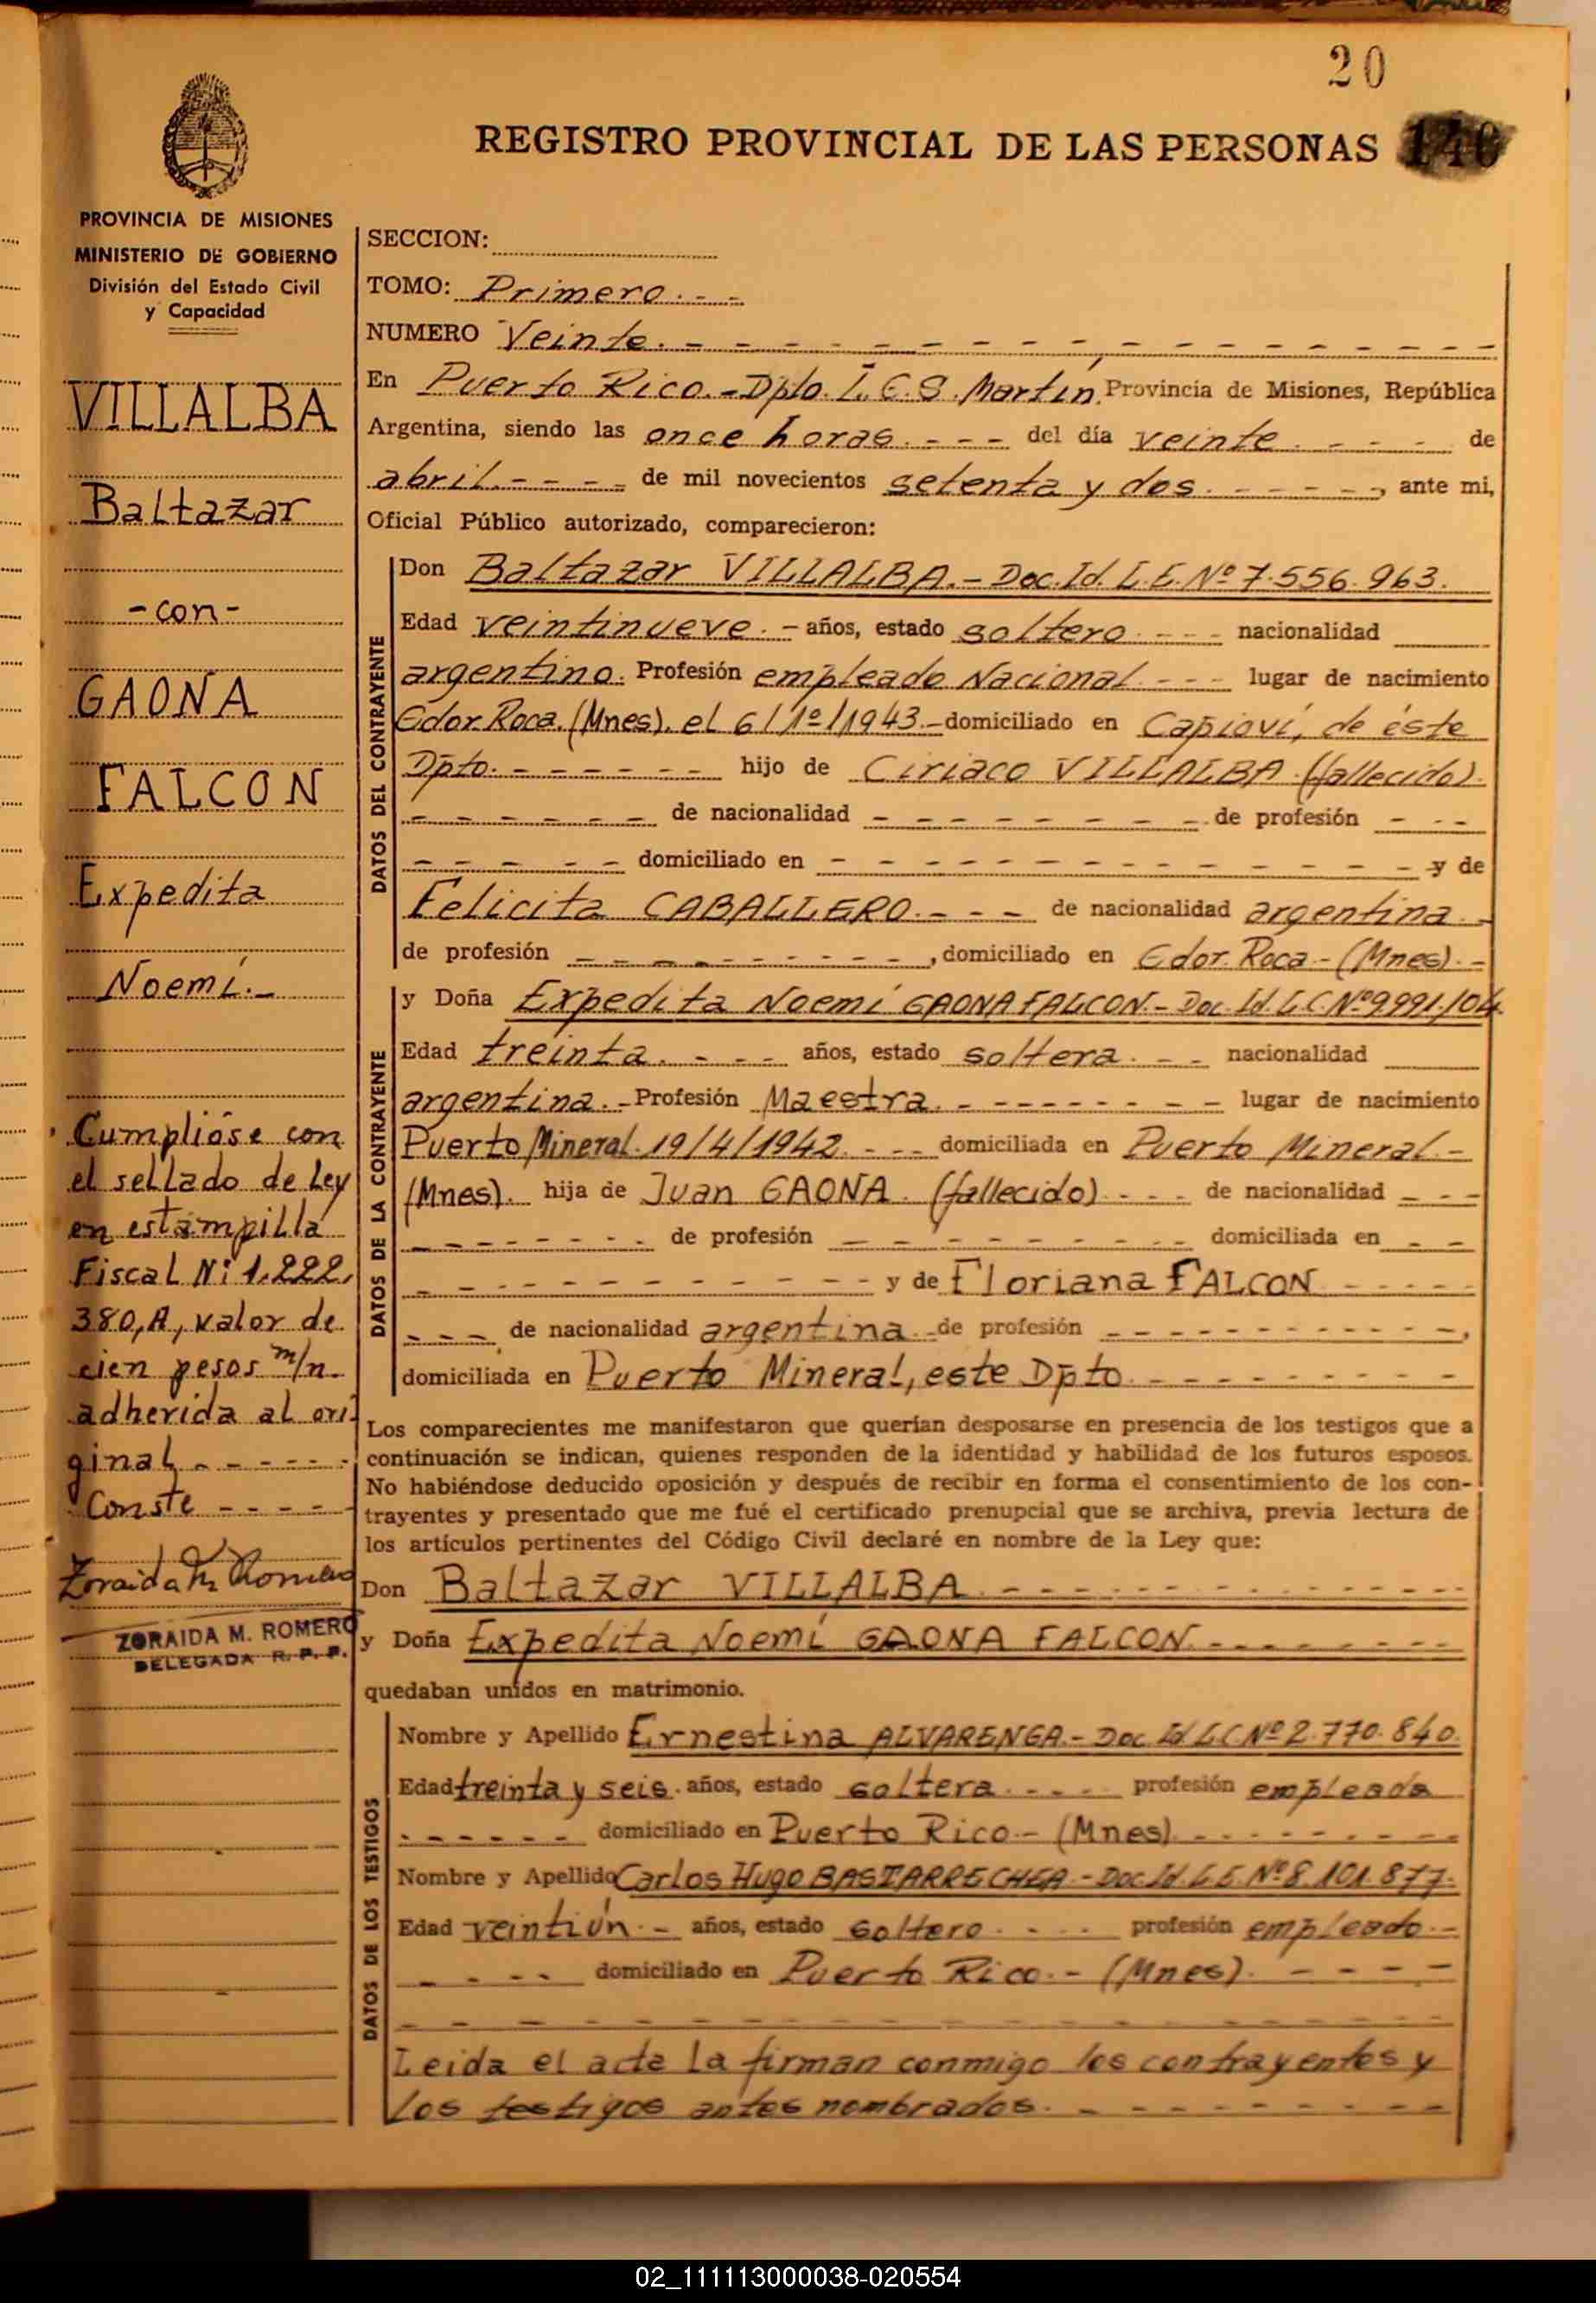 20
REGISTRO PROVINCIAL DE LAS PERSONAS 140
PROVINCIA DE MISIONES
MINISTERIO DE GOBIERNO
División del Estado Civil
y Capacidad
VILLALBA
Baltazar
-con-
GAONA
FALCON
Expedita
Noemí.-
Cumplióse con
el sellado de Ley
en estampilla
Fiscal Nº 1.222.
380,A, valor de
cien pesos m/n.
adherida al ori
ginal - - - - -
Conste - - - -
Zoraida M. Romero
ZORAIDA M. ROMERO
DELEGADA R. P. P.
SECCION:
TOMO: Primero. - -
NUMERO Veinte. - - - - - - - - - - - - - - - -
En Puerto Rico.-Dpto. L.G.S. Martín, Provincia de Misiones, República
Argentina, siendo las once horas. - - - del día veinte. - - - de
abril. - - - - de mil novecientos setenta y dos. - - - - -, ante mi,
Oficial Público autorizado, comparecieron:
DATOS DEL CONTRAYENTE
Don Baltazar VILLALBA.- Doc. Id. L.E. Nº 7.556.963.
Edad veintinueve. - años, estado soltero. - - - nacionalidad
argentino. Profesión empleado Nacional. - - - lugar de nacimiento
Gdor. Roca. (Mnes). el 6/1º/1943.- domiciliado en Capioví, de éste
Dpto. - - - - - - hijo de Ciriaco VILLALBA. (fallecido).
- - - - - - de nacionalidad - - - - - - - de profesión - - -
- - - - - domiciliado en - - - - - - - - - - - - - y de
Felicita CABALLERO. - - - de nacionalidad argentina. -
de profesión - - - - - - - - -, domiciliado en Gdor. Roca - (Mnes). -
DATOS DE LA CONTRAYENTE
y Doña Expedita Noemí GAONA FALCON.- Doc. Id. L.C. Nº 9.991.104.
Edad treinta. - - - años, estado soltera. - - nacionalidad
argentina. - Profesión Maestra. - - - - - - - - lugar de nacimiento
Puerto Mineral. 19/4/1942. - - - domiciliada en Puerto Mineral. -
(Mnes). hija de Juan GAONA. (fallecido). - - - de nacionalidad - - -
- - - - - - - de profesión - - - - - - - - domiciliada en - -
- - - - - - - - - - - y de Floriana FALCON - - - -
- - - de nacionalidad argentina. - de profesión - - - - - - - - - -,
domiciliada en Puerto Mineral, este Dpto. - - - - - - - -
Los comparecientes me manifestaron que querían desposarse en presencia de los testigos que a
continuación se indican, quienes responden de la identidad y habilidad de los futuros esposos.
No habiéndose deducido oposición y después de recibir en forma el consentimiento de los con-
trayentes y presentado que me fué el certificado prenupcial que se archiva, previa lectura de
los artículos pertinentes del Código Civil declaré en nombre de la Ley que:
Don Baltazar VILLALBA. - - - - - - - - - - - -
y Doña Expedita Noemí GAONA FALCON. - - - - - - -
quedaban unidos en matrimonio.
DATOS DE LOS TESTIGOS
Nombre y Apellido Ernestina ALVARENGA.- Doc. Id. L.C. Nº 2.770.840.
Edad treinta y seis. años, estado soltera. - - - profesión empleada
- - - - - - domiciliado en Puerto Rico.- (Mnes). - - - - - - -
Nombre y Apellido Carlos Hugo BASTARRECHEA.- Doc. Id. L.E. Nº 8.101.877.
Edad veintiún. - años, estado soltero. - - - profesión empleado. -
- - - - domiciliado en Puerto Rico.- (Mnes). - - - -
- - - - - - - - - - - - - - - - - - -
Leida el acta la firman conmigo los contrayentes y
los testigos antes nombrados. - - - - - - - - -
02_111113000038-020554